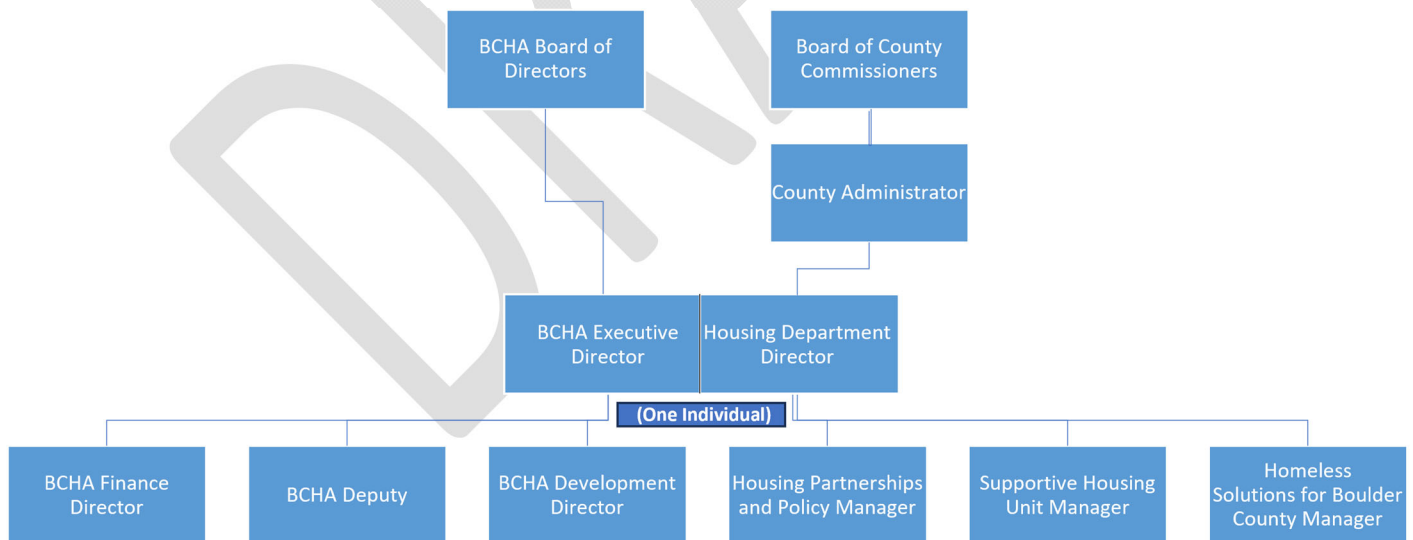 BCHA Board of
Directors
Board of County
Commissioners
County Administrator
BCHA Executive
Director
Housing Department
Director
(One Individual)
BCHA Finance
Director
BCHA Deputy
BCHA Development
Director
Housing Partnerships
and Policy Manager
Supportive Housing
Unit Manager
Homeless
Solutions for Boulder
County Manager